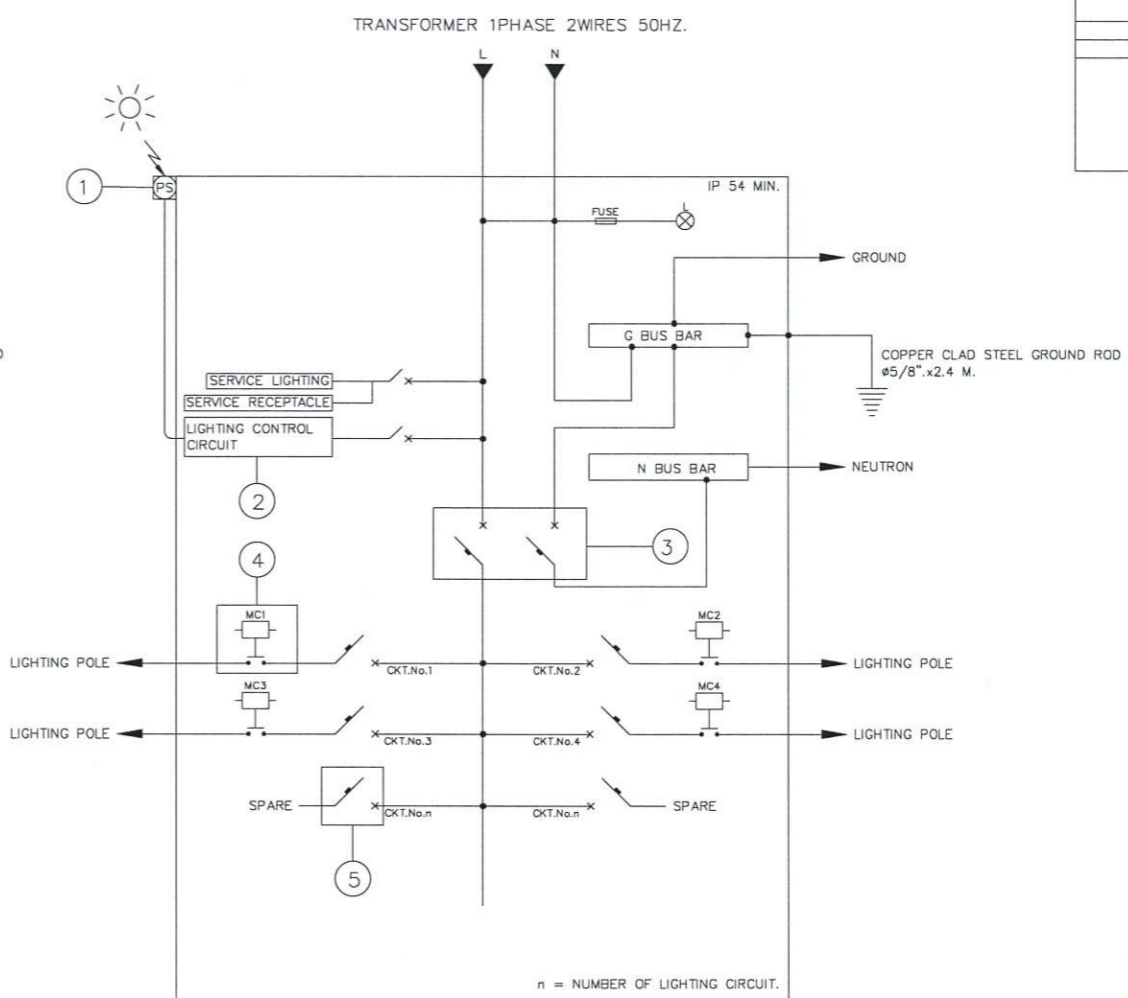 TRANSFORMER 1PHASE 2WIRES 50HZ.
L
N
1
PS
IP 54 MIN.
FUSE
L
GROUND
G BUS BAR
COPPER CLAD STEEL GROUND ROD
ø5/8".x2.4 M.
SERVICE LIGHTING
SERVICE RECEPTACLE
LIGHTING CONTROL
CIRCUIT
N BUS BAR
NEUTRON
2
3
4
MC1
MC2
LIGHTING POLE
CKT.No.1
CKT.No.2
LIGHTING POLE
MC3
MC4
LIGHTING POLE
CKT.No.3
CKT.No.4
LIGHTING POLE
SPARE
CKT.No.n
CKT.No.n
SPARE
5
n = NUMBER OF LIGHTING CIRCUIT.